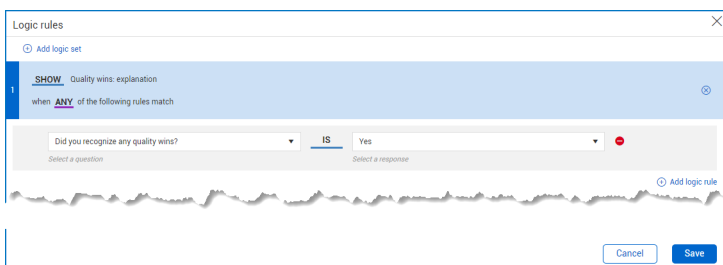 Logic rules
Add logic set
1
SHOW Quality wins: explanation
when ANY of the following rules match
Did you recognize any quality wins? IS Yes
Select a question Select a response
Add logic rule
Cancel Save